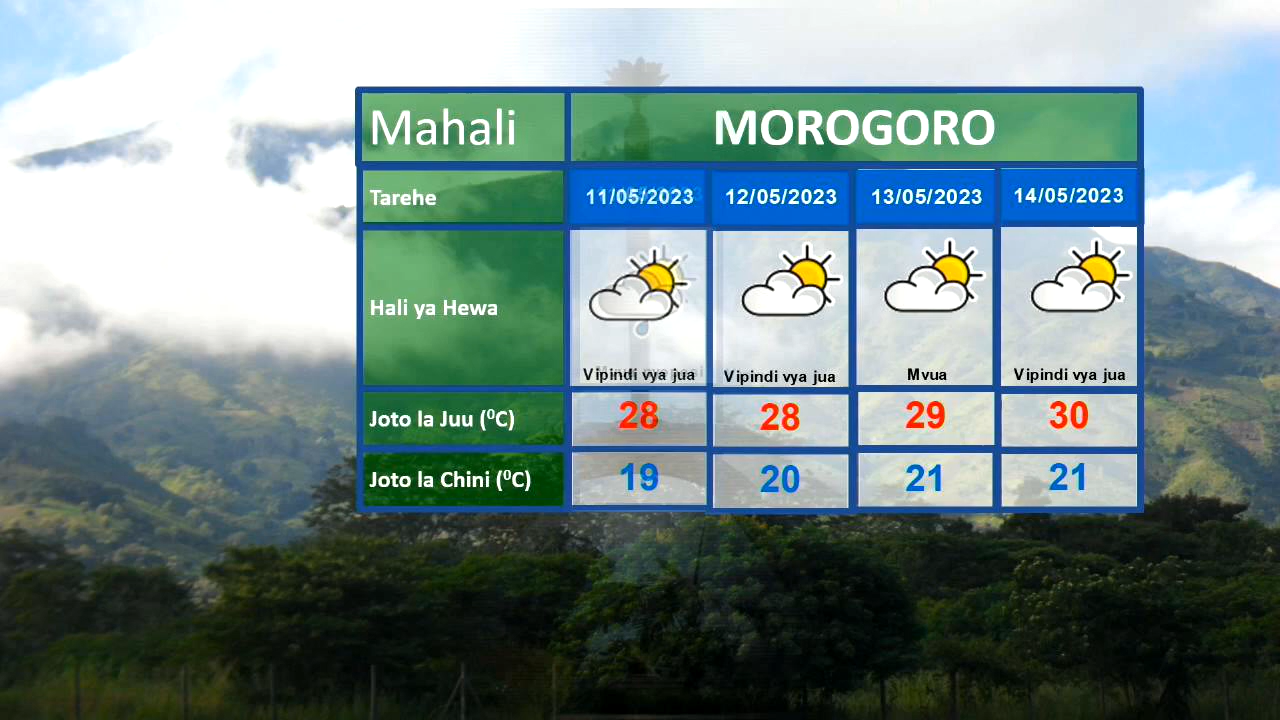 Mahali MOROGORO
Tarehe 11/05/2023 12/05/2023 13/05/2023 14/05/2023
Hali ya Hewa
Vipindi vya jua Vipindi vya jua Mvua Vipindi vya jua
Joto la Juu (⁰C) 28 28 29 30
Joto la Chini (⁰C) 19 20 21 21